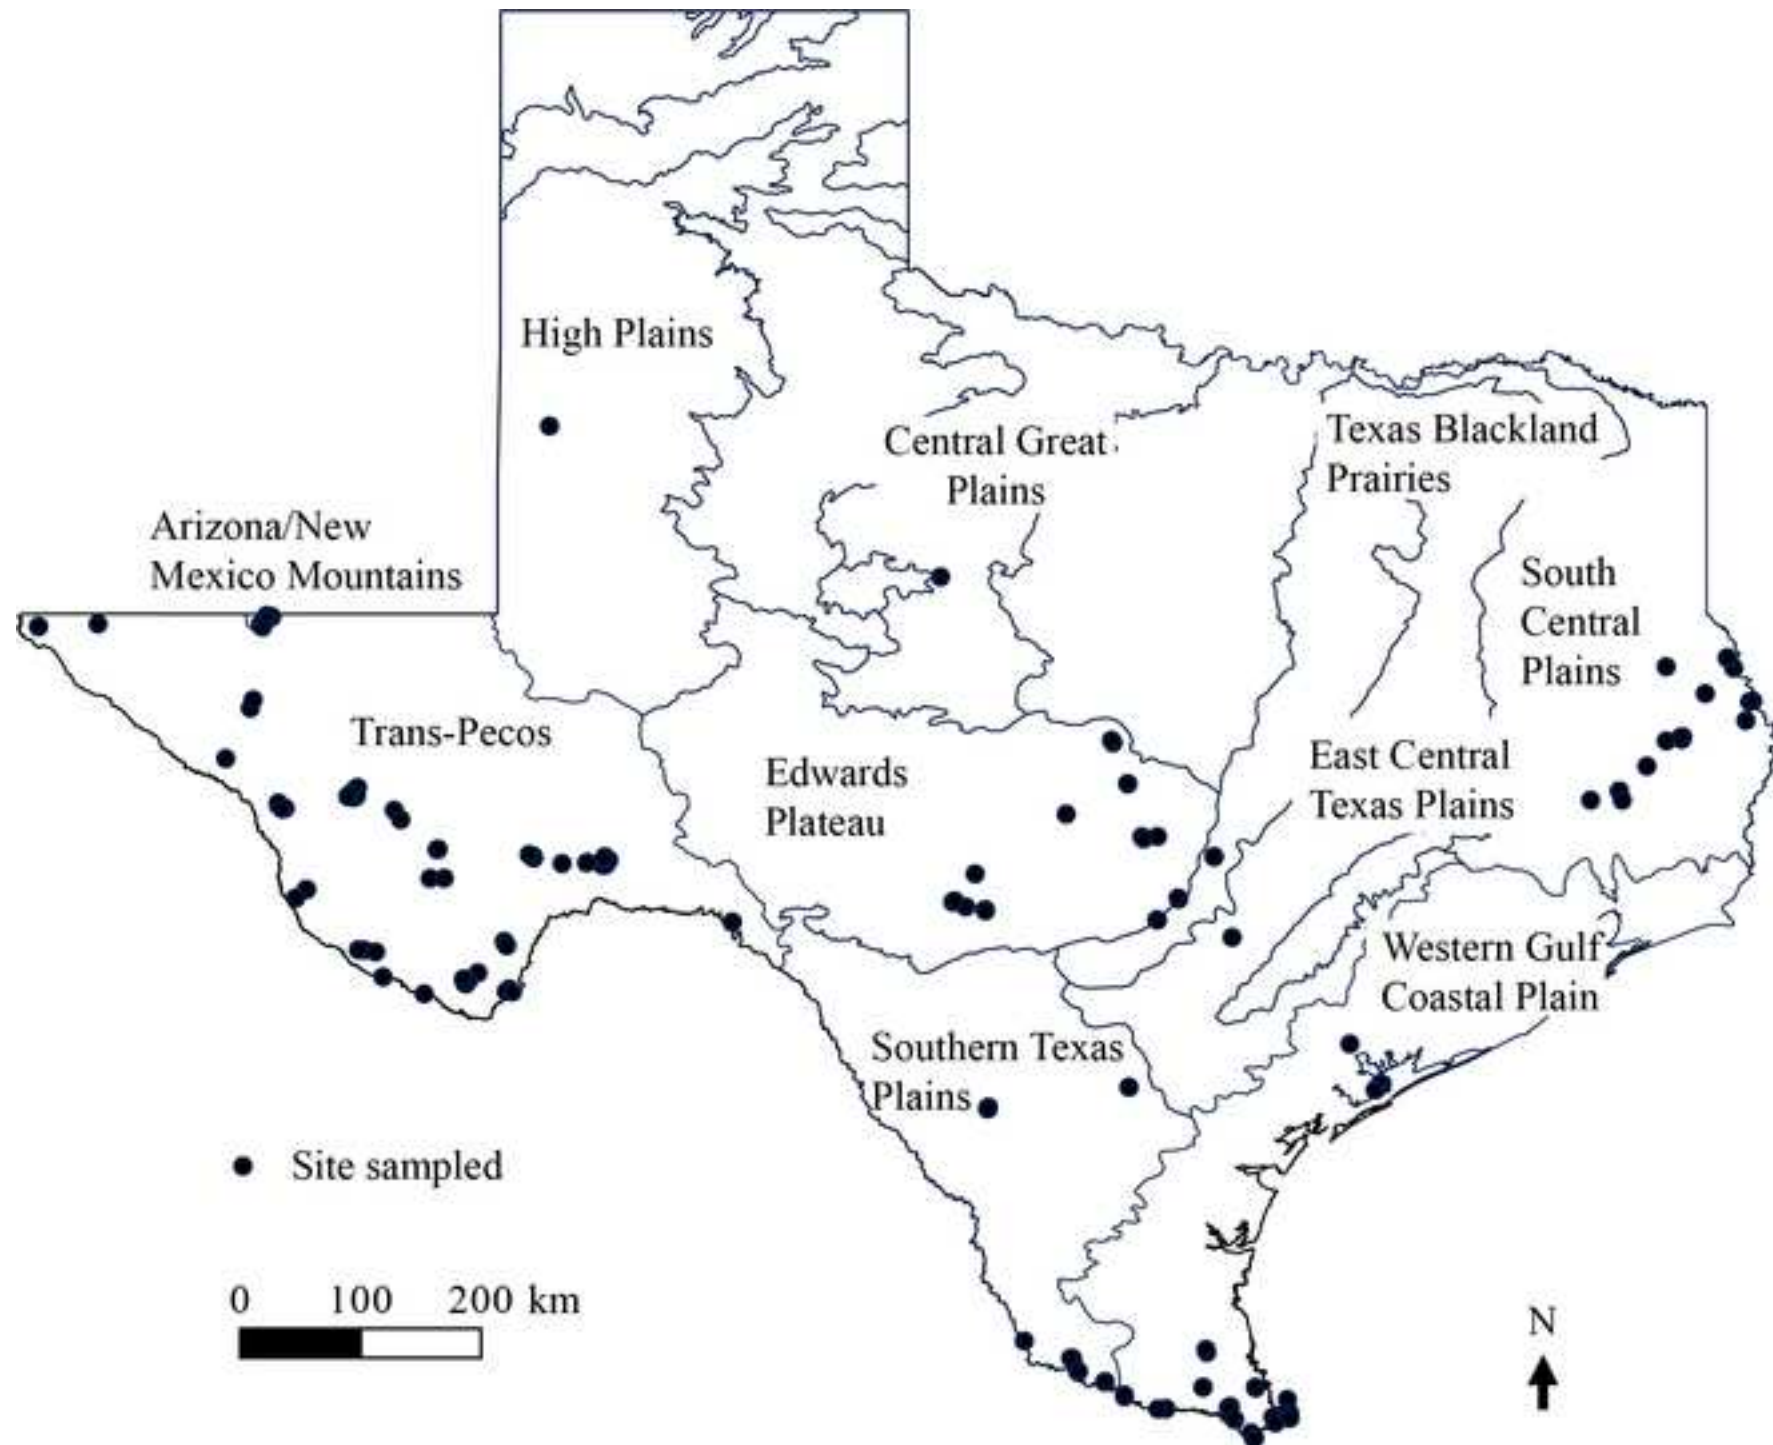 High Plains
Central Great
Plains
Texas Blackland
Prairies
Arizona/New
Mexico Mountains
South
Central
Plains
Trans-Pecos
Edwards
Plateau
East Central
Texas Plains
Western Gulf
Coastal Plain
Southern Texas
Plains
Site sampled
0 100 200 km
N